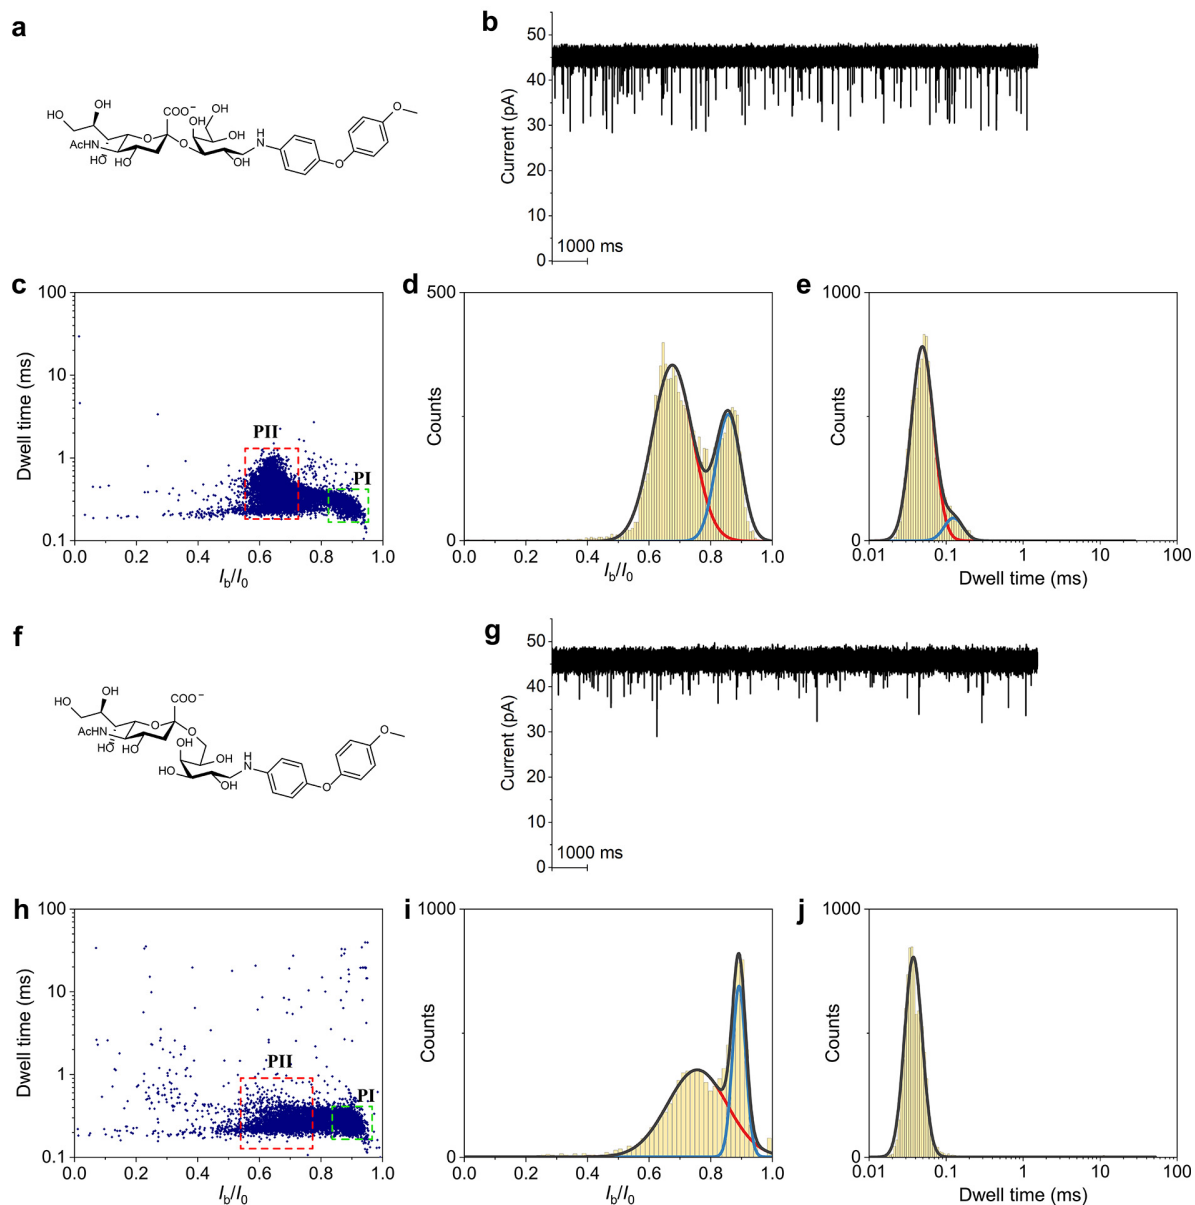 a
HO
OH
COO⁻
OH
OH
OH
AcHN
HO
HO
O
O
OH
H
N
O
O
b
50
40
30
20
10
0
Current (pA)
1000 ms
c
100
10
1
0.1
Dwell time (ms)
PII
PI
0.0 0.2 0.4 0.6 0.8 1.0
Ib/I0
d
500
0
Counts
0.0 0.2 0.4 0.6 0.8 1.0
Ib/I0
e
1000
0
Counts
0.01 0.1 1 10 100
Dwell time (ms)
f
HO
OH
COO⁻
AcHN
HO
HO
O
O
OH
OH
HO
OH
H
N
O
O
g
50
40
30
20
10
0
Current (pA)
1000 ms
h
100
10
1
0.1
Dwell time (ms)
PII
PI
0.0 0.2 0.4 0.6 0.8 1.0
Ib/I0
i
1000
0
Counts
0.0 0.2 0.4 0.6 0.8 1.0
Ib/I0
j
1000
0
Counts
0.01 0.1 1 10 100
Dwell time (ms)